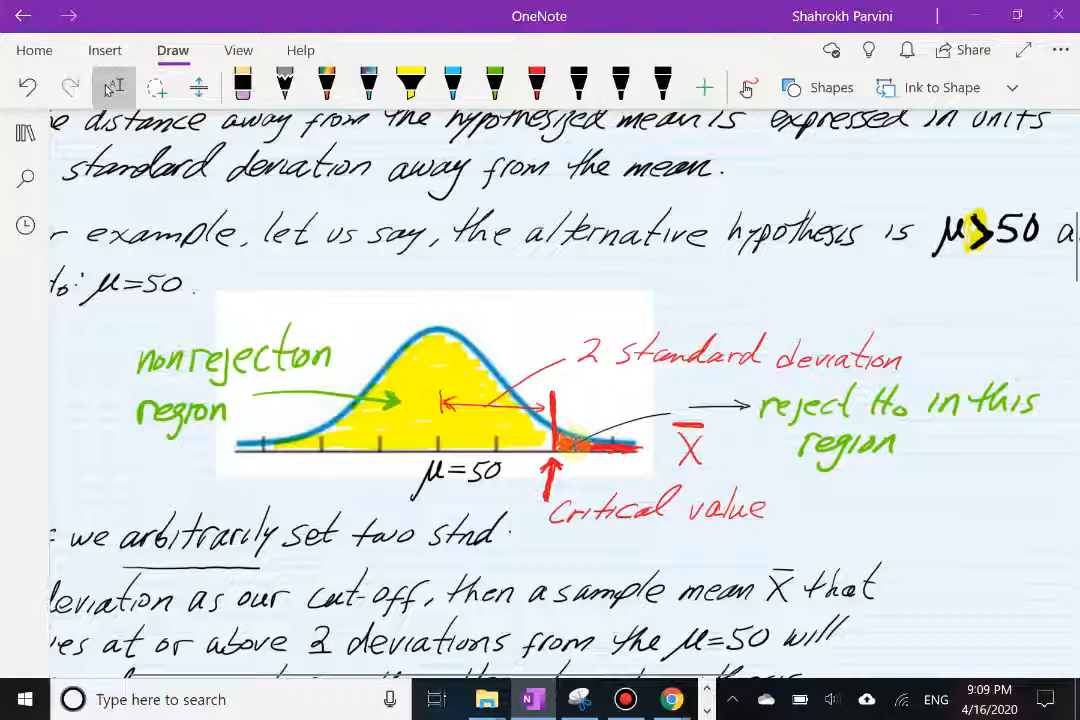 OneNote
Shahrokh Parvini
Home Insert Draw View Help
Share
Shapes
Ink to Shape
e distance away from the hypothesized mean is expressed in units
standard deviation away from the mean.
r example, let us say, the alternative hypothesis is μ>50 a
to: μ=50.
nonrejection
region
2 standard deviation
reject Ho in this
region
X̄
μ=50
Critical value
we arbitrarily set two stnd.
deviation as our cut-off, then a sample mean X̄ that
ves at or above 2 deviations from the μ=50 will
Type here to search
ENG
9:09 PM
4/16/2020